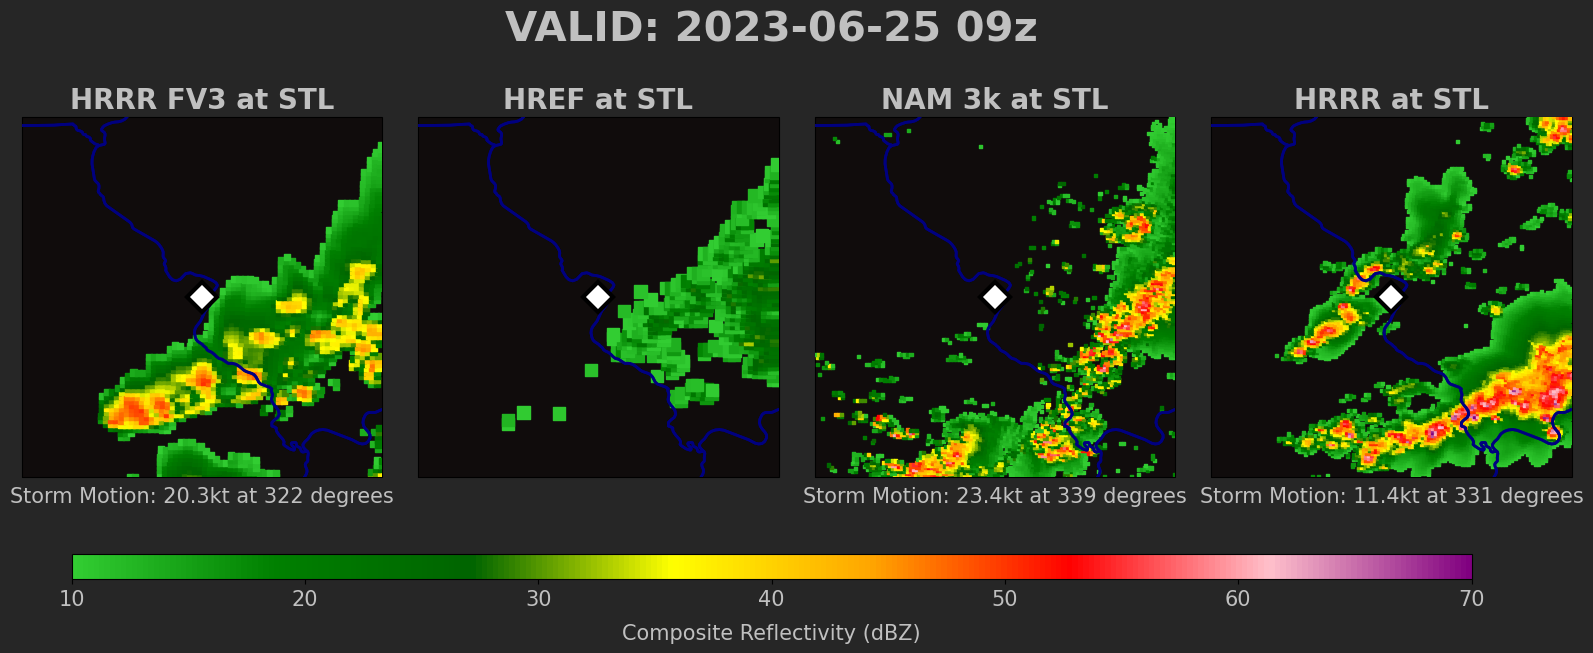 VALID: 2023-06-25 09z
HRRR FV3 at STL
HREF at STL
NAM 3k at STL
HRRR at STL
Storm Motion: 20.3kt at 322 degrees
Storm Motion: 23.4kt at 339 degrees
Storm Motion: 11.4kt at 331 degrees
10 20 30 40 50 60 70
Composite Reflectivity (dBZ)